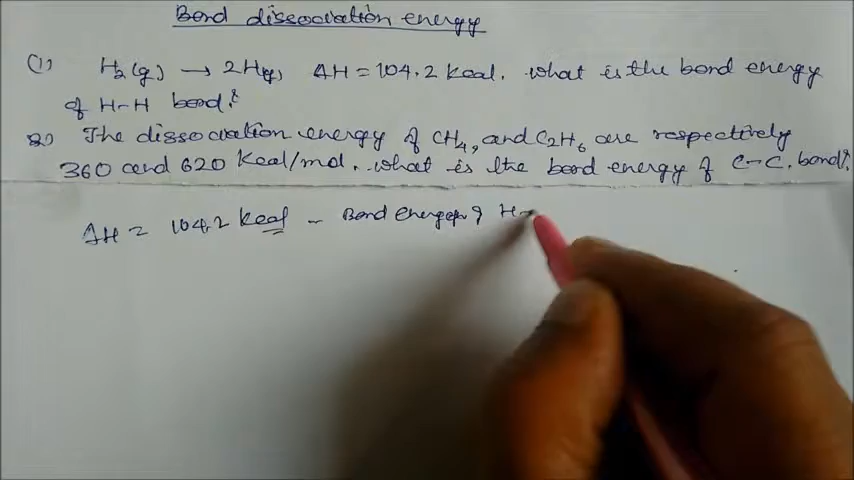 Bond dissociation energy
(1) H2(g) → 2H(g), ΔH = 104.2 Kcal. what is the bond energy
of H-H bond?
2) The dissociation energy of CH4, and C2H6 are respectively
360 and 620 Kcal/mol. what is the bond energy of C-C. bond?
ΔH = 104.2 Kcal - Bond energy of H-